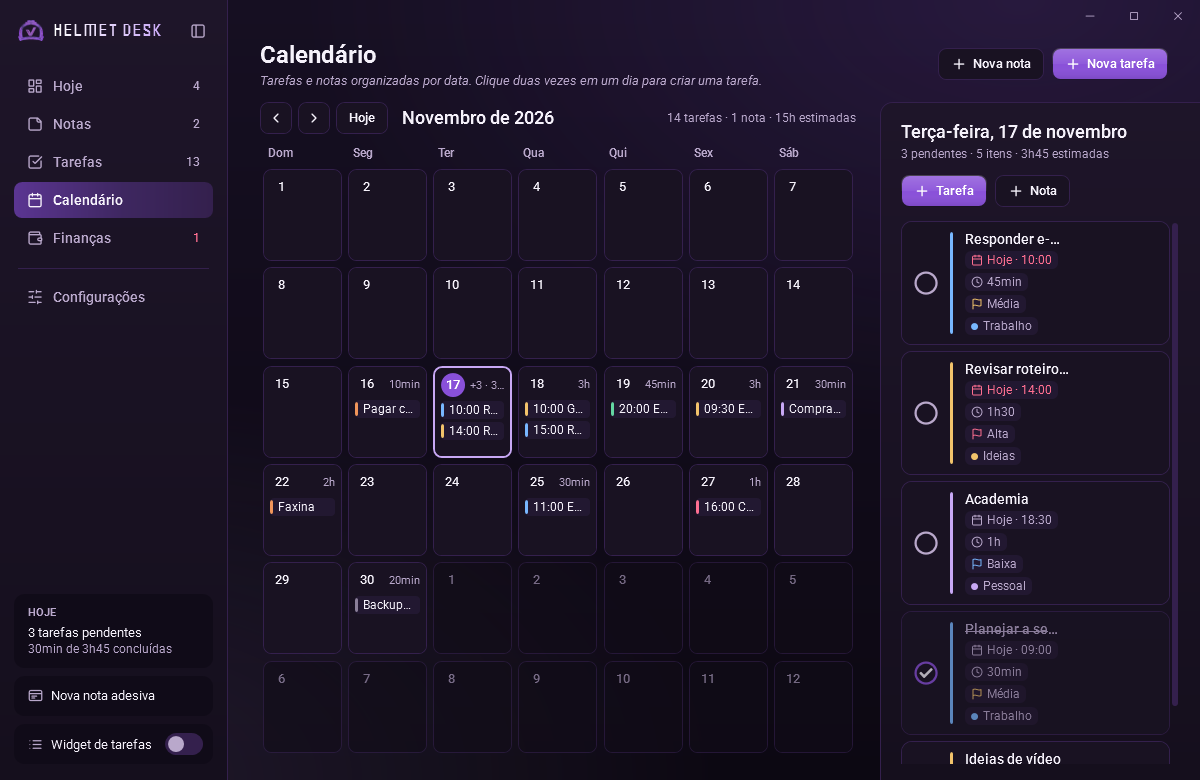 HELMET DESK
Hoje 4
Notas 2
Tarefas 13
Calendário
Finanças 1
Configurações
HOJE
3 tarefas pendentes
30min de 3h45 concluídas
Nova nota adesiva
Widget de tarefas
Calendário
Tarefas e notas organizadas por data. Clique duas vezes em um dia para criar uma tarefa.
Nova nota
Nova tarefa
Hoje
Novembro de 2026
14 tarefas · 1 nota · 15h estimadas
Dom Seg Ter Qua Qui Sex Sáb
1 2 3 4 5 6 7
8 9 10 11 12 13 14
15 16 10min 17 +3 · 3... 18 3h 19 45min 20 3h 21 30min
Pagar c... 10:00 R... 10:00 G... 20:00 E... 09:30 E... Compra...
14:00 R... 15:00 R...
22 2h 23 24 25 30min 26 27 1h 28
Faxina 11:00 E... 16:00 C...
29 30 20min 1 2 3 4 5
Backup...
6 7 8 9 10 11 12
Terça-feira, 17 de novembro
3 pendentes · 5 itens · 3h45 estimadas
Tarefa
Nota
Responder e-...
Hoje · 10:00
45min
Média
Trabalho
Revisar roteiro...
Hoje · 14:00
1h30
Alta
Ideias
Academia
Hoje · 18:30
1h
Baixa
Pessoal
Planejar a se...
Hoje · 09:00
30min
Média
Trabalho
Ideias de vídeo